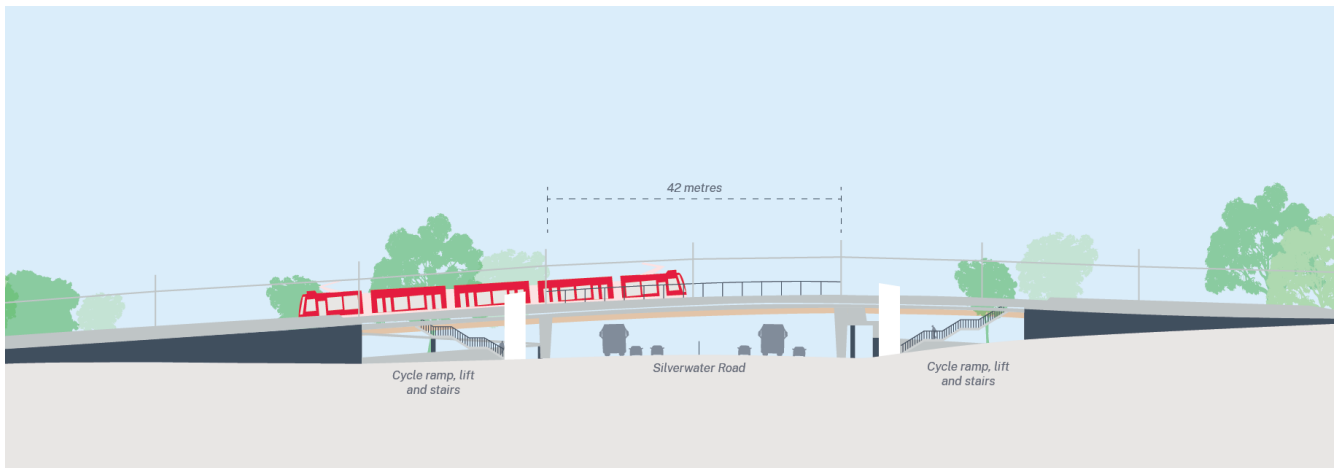 42 metres
Silverwater Road
Cycle ramp, lift
and stairs
Cycle ramp, lift
and stairs